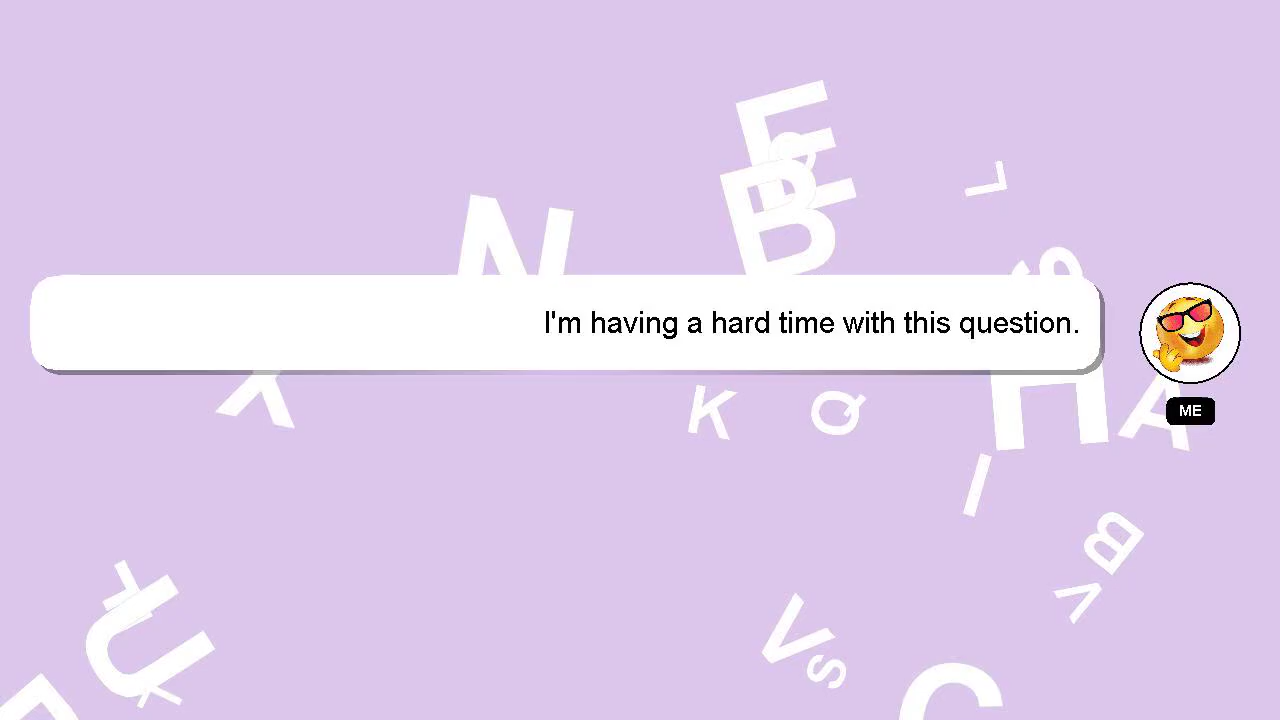 I'm having a hard time with this question.
ME
E
B
L
N
S
X
K
Q
H
A
I
B
V
U
V
S
C